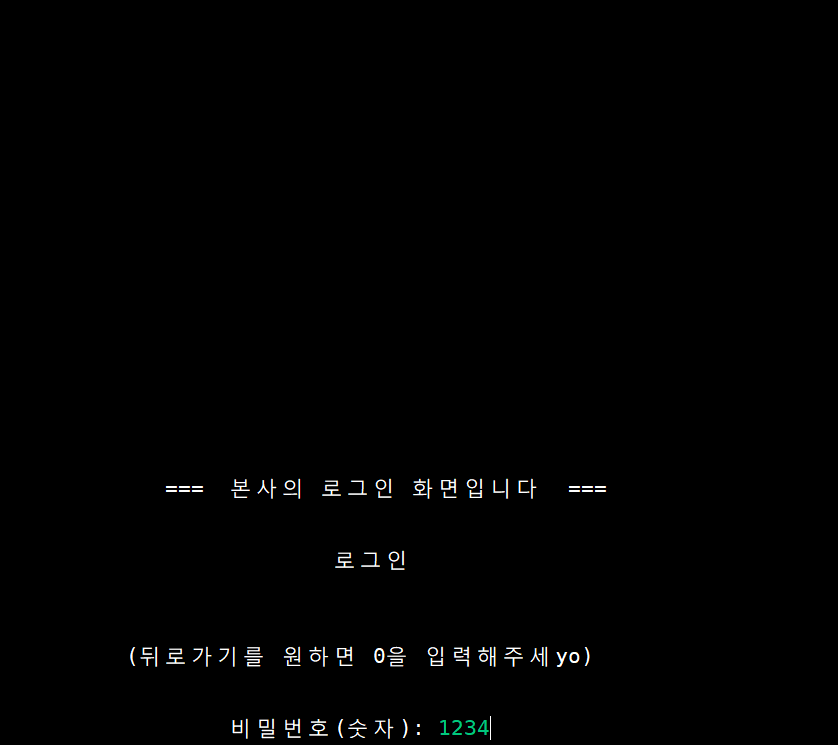 === 본사의 로그인 화면입니다 ===
로그인
(뒤로가기를 원하면 0을 입력해주세yo)
비밀번호(숫자): 1234